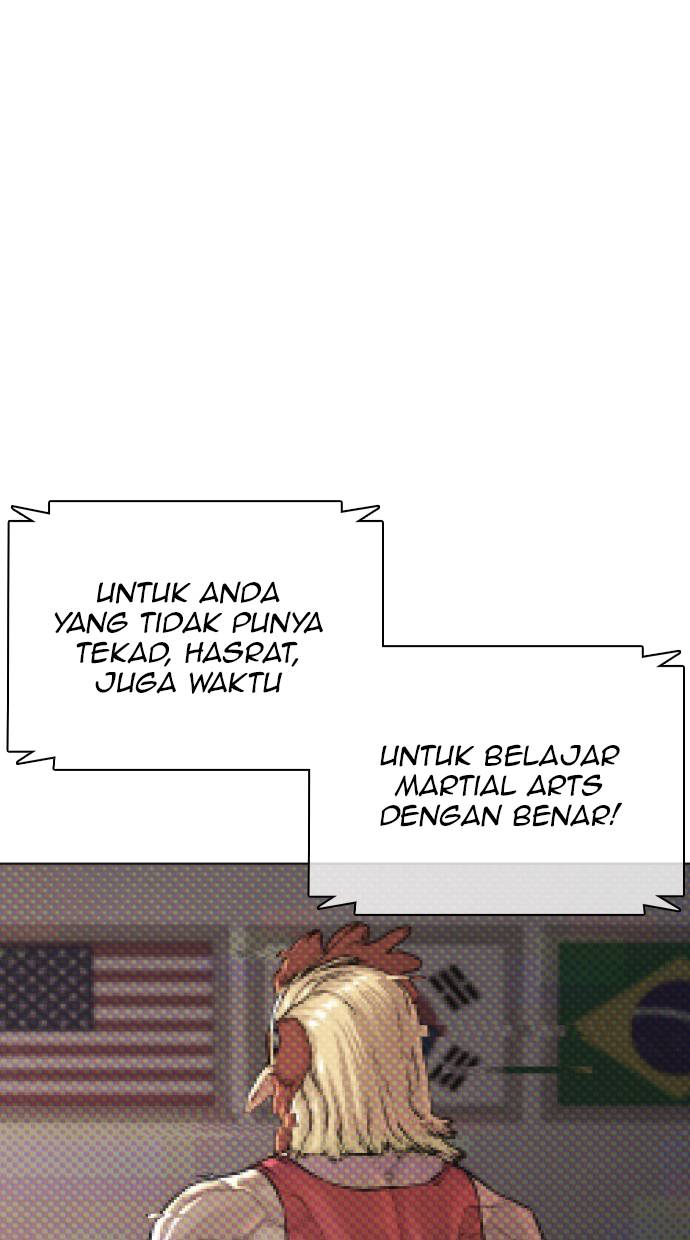 UNTUK ANDA
YANG TIDAK PUNYA
TEKAD, HASRAT,
JUGA WAKTU
UNTUK BELAJAR
MARTIAL ARTS
DENGAN BENAR!